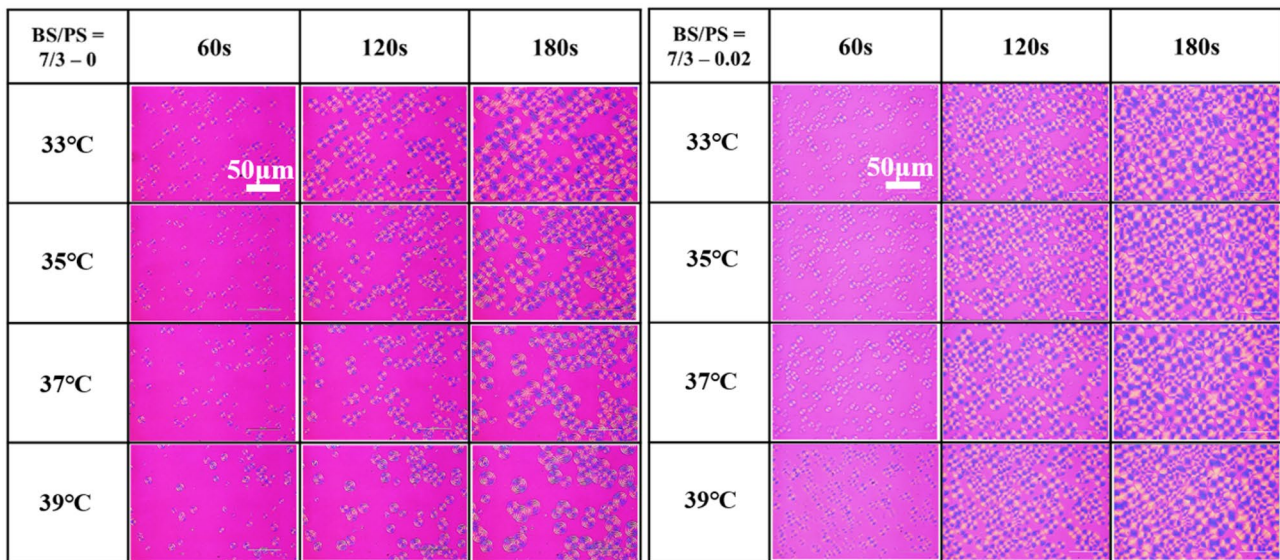 BS/PS =
7/3 – 0
60s
120s
180s
33°C
50μm
35°C
37°C
39°C
BS/PS =
7/3 – 0.02
60s
120s
180s
33°C
50μm
35°C
37°C
39°C